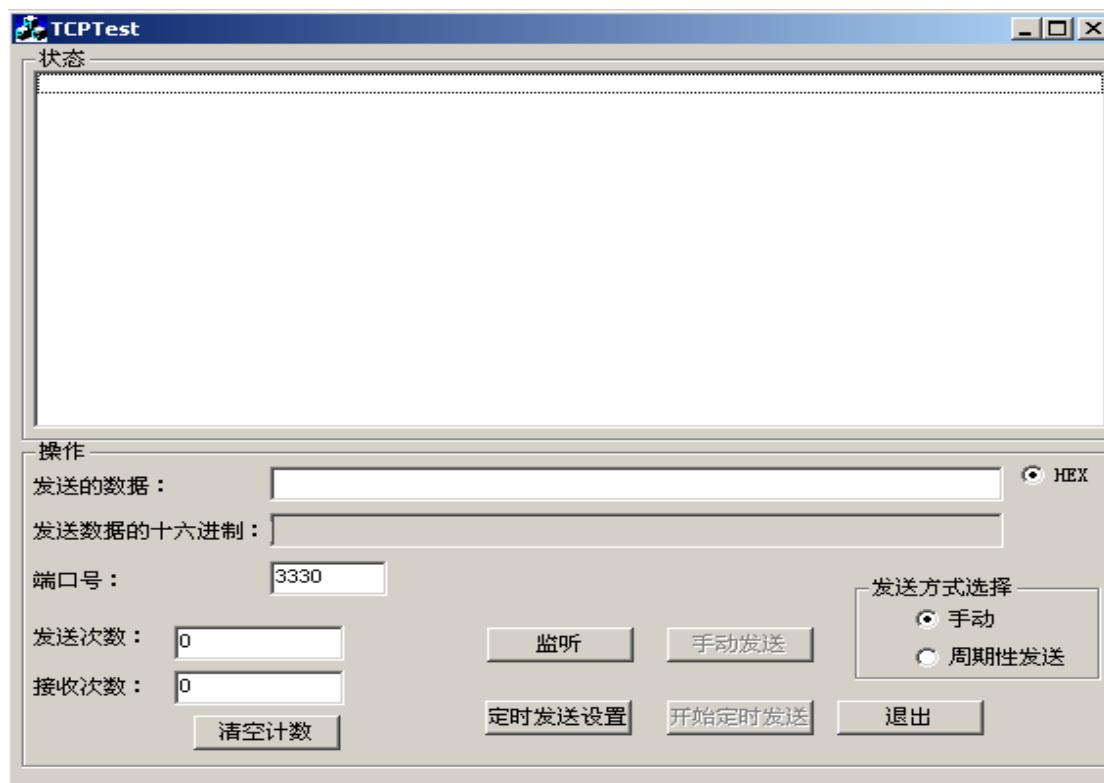 TCPTest
状态
操作
发送的数据：
HEX
发送数据的十六进制：
端口号：
3330
发送方式选择
手动
周期性发送
发送次数：
0
监听
手动发送
接收次数：
0
清空计数
定时发送设置
开始定时发送
退出